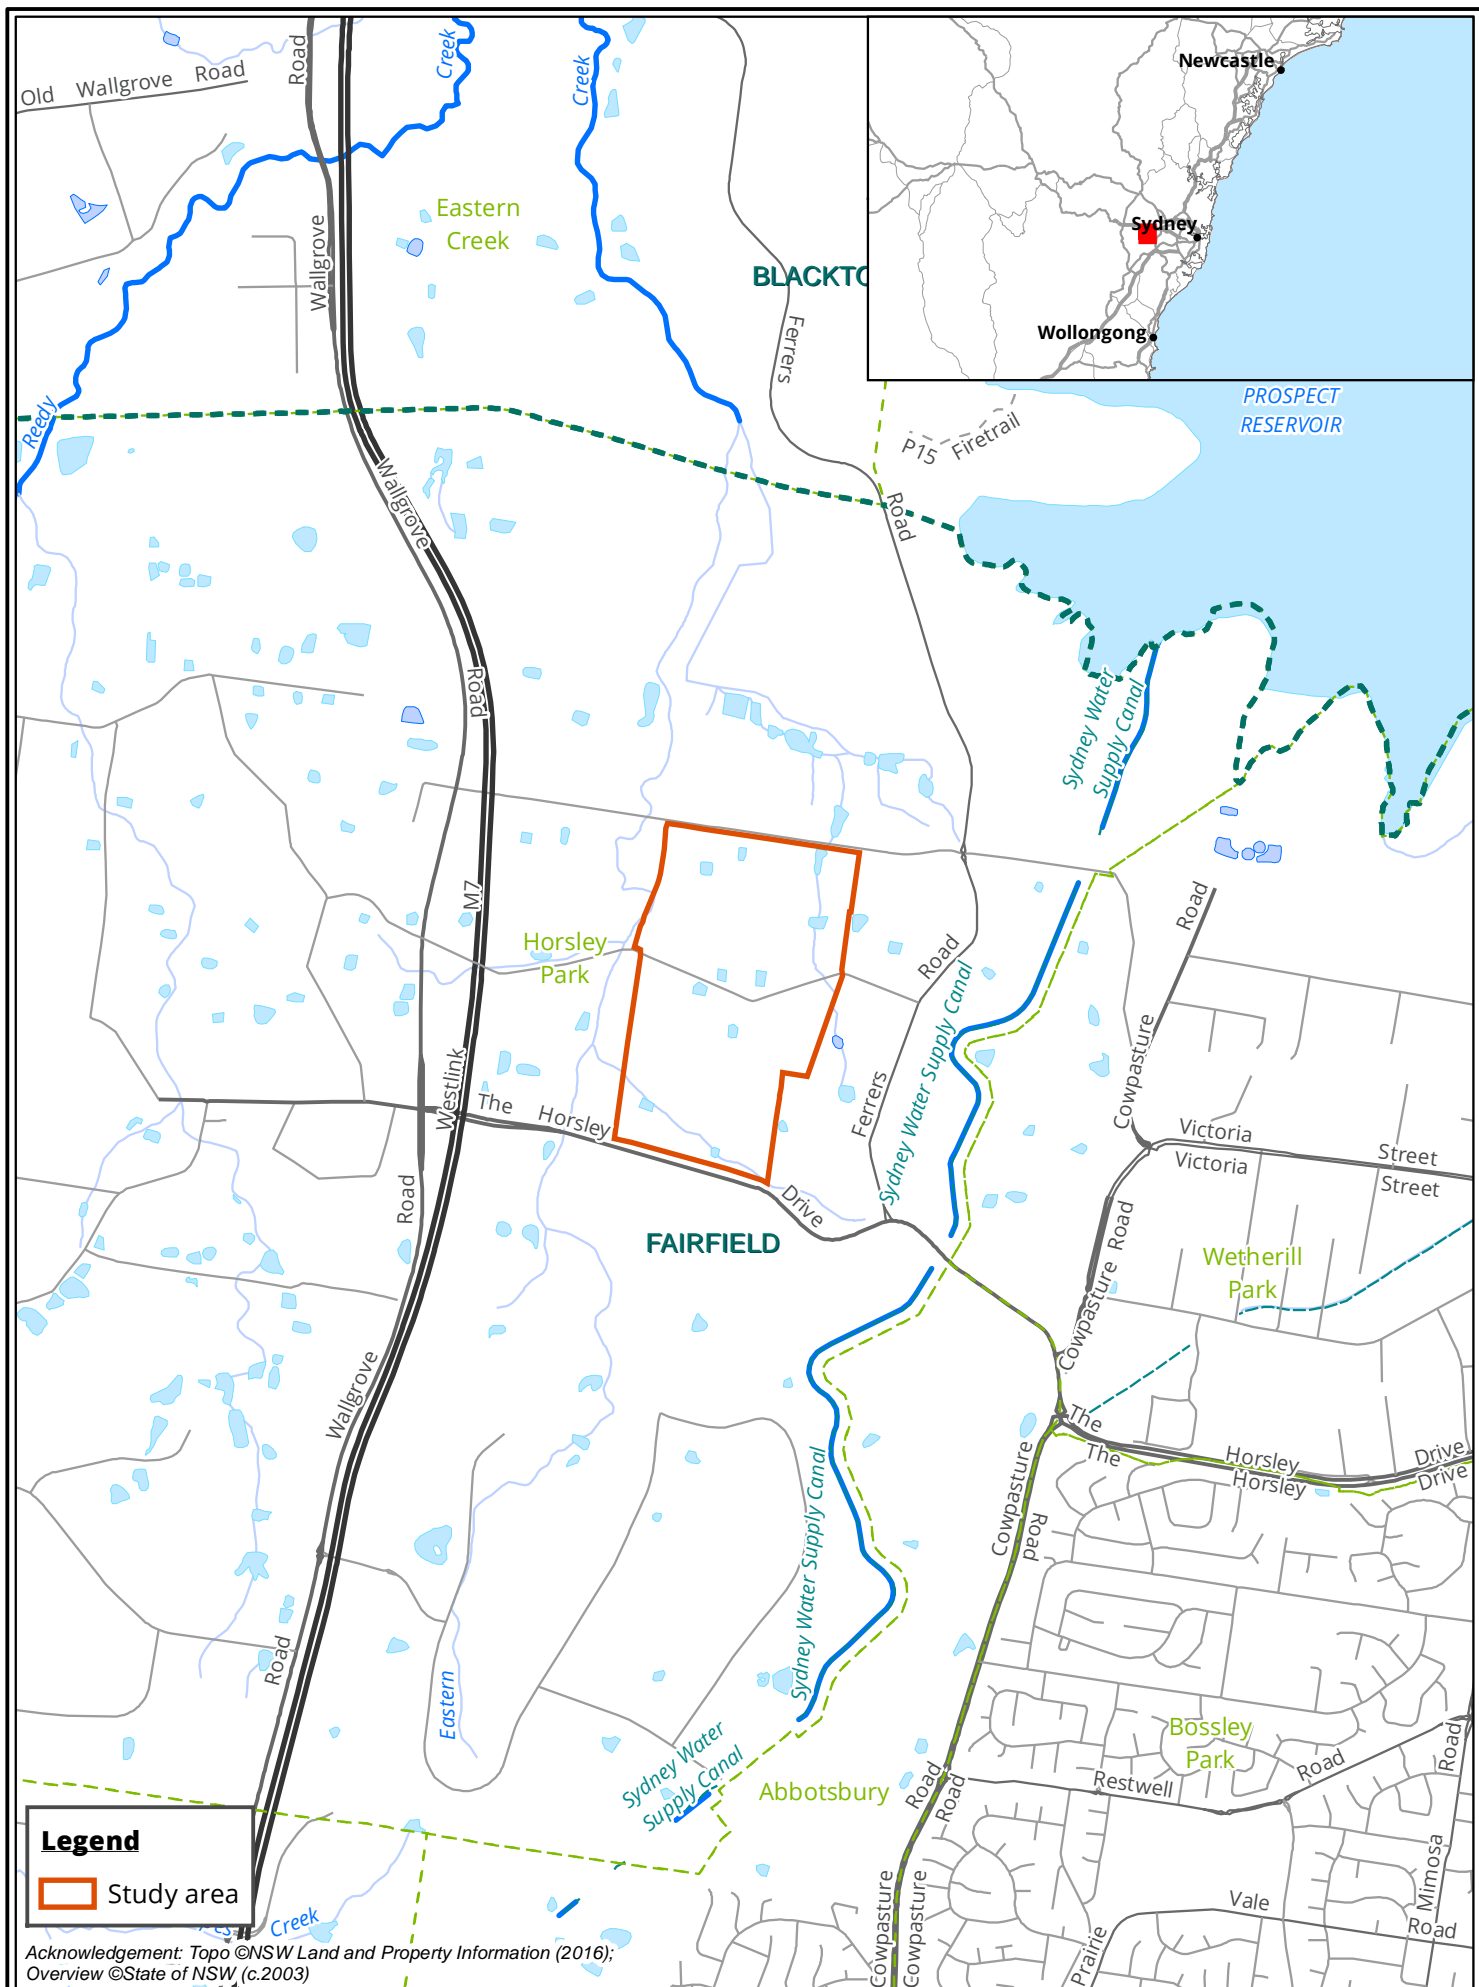 Old Wallgrove Road
Road
Creek
Creek
Newcastle
Sydney
Wollongong
Eastern
Creek
Wallgrove
BLACKTO
Ferrers
PROSPECT
RESERVOIR
Reedy
P15 Firetrail
Wallgrove
Road
Road
Sydney Water
Supply Canal
M7
Horsley
Park
Road
Road
Sydney Water Supply Canal
Road
Cowpasture
Westlink
The Horsley
Ferrers
Victoria
Victoria
Street
Street
Road
Drive
FAIRFIELD
Road
Wetherill
Park
Cowpasture
Wallgrove
The
The
Horsley
Horsley
Drive
Drive
Cowpasture
Road
Sydney Water Supply Canal
Road
Eastern
Sydney Water
Supply Canal
Abbotsbury
Bossley
Park
Road
Road
Restwell
Road
Road
Mimosa
Legend
Study area
Creek
Cowpasture
Cowpasture
Prairie
Vale
Road
Acknowledgement: Topo ©NSW Land and Property Information (2016);
Overview ©State of NSW (c.2003)